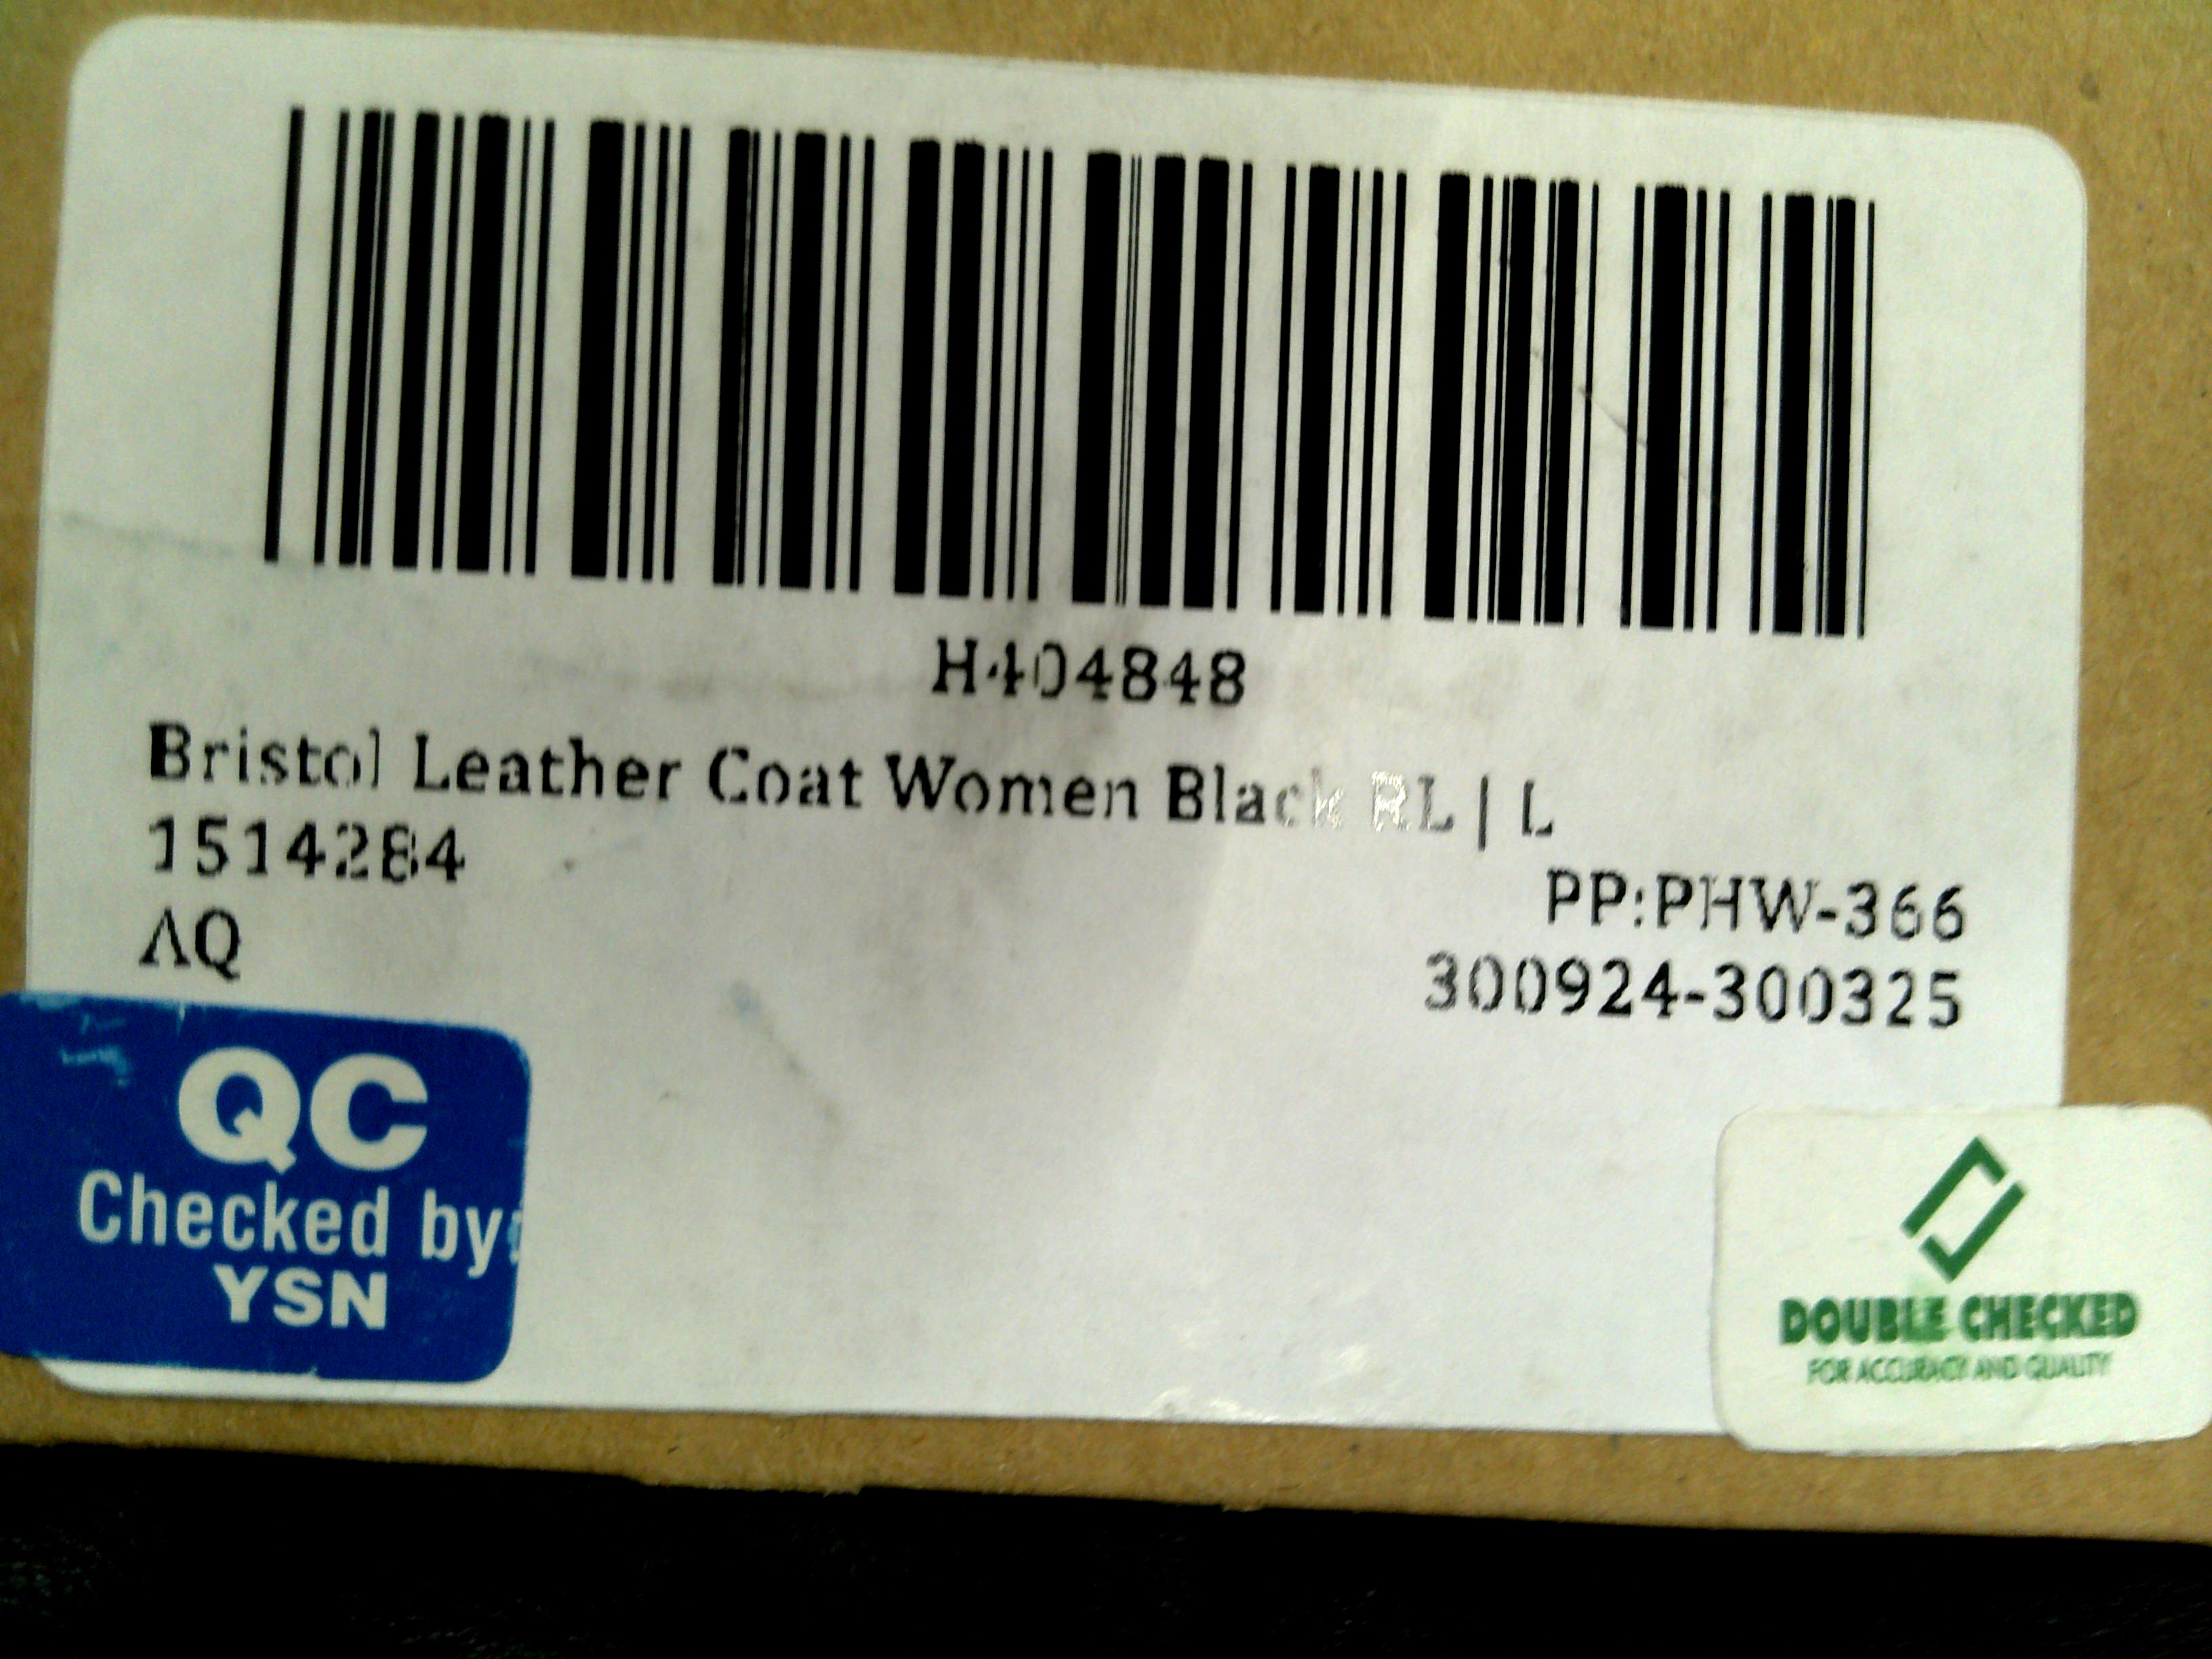 H404848
Bristol Leather Coat Women Black RL | L
1514284
AQ
PP:PHW-366
300924-300325
QC
Checked by:
YSN
DOUBLE CHECKED
FOR ACCURACY AND QUALITY